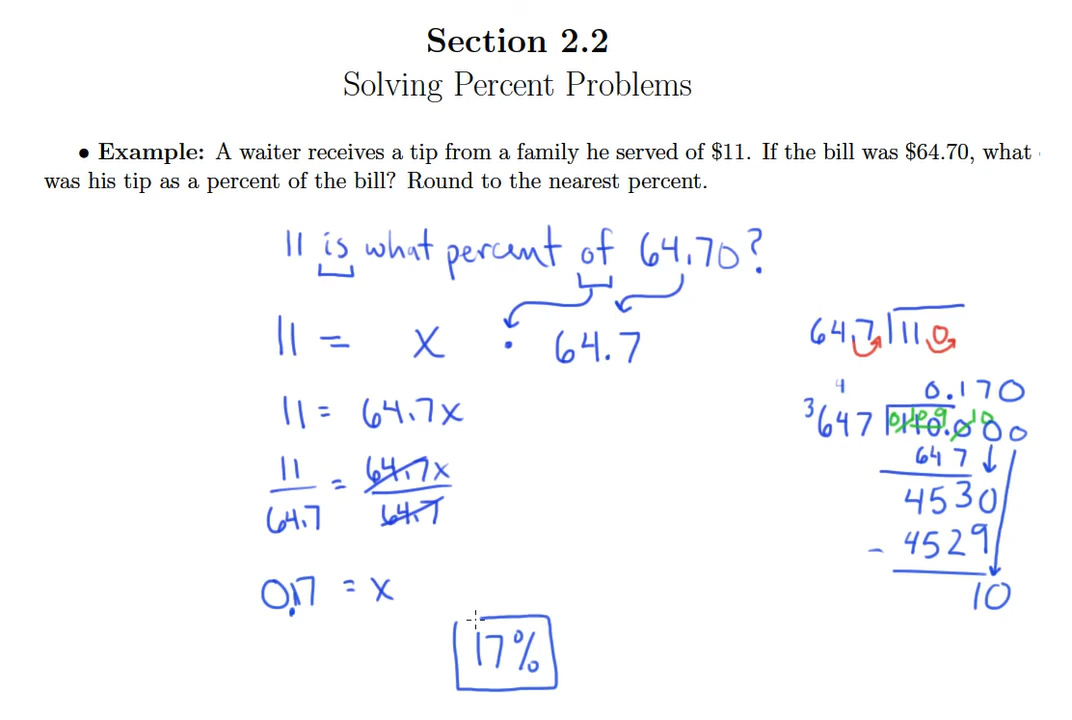 Section 2.2
Solving Percent Problems
• Example: A waiter receives a tip from a family he served of $11. If the bill was $64.70, what
was his tip as a percent of the bill? Round to the nearest percent.
11 is what percent of 64.70?
11 = x · 64.7
11 = 64.7x
11 = 64.7x
64.7 64.7
0.17 = x
17%
64.7 11.0
4 0.170
3 647 110.000
647
4530
- 4529
10